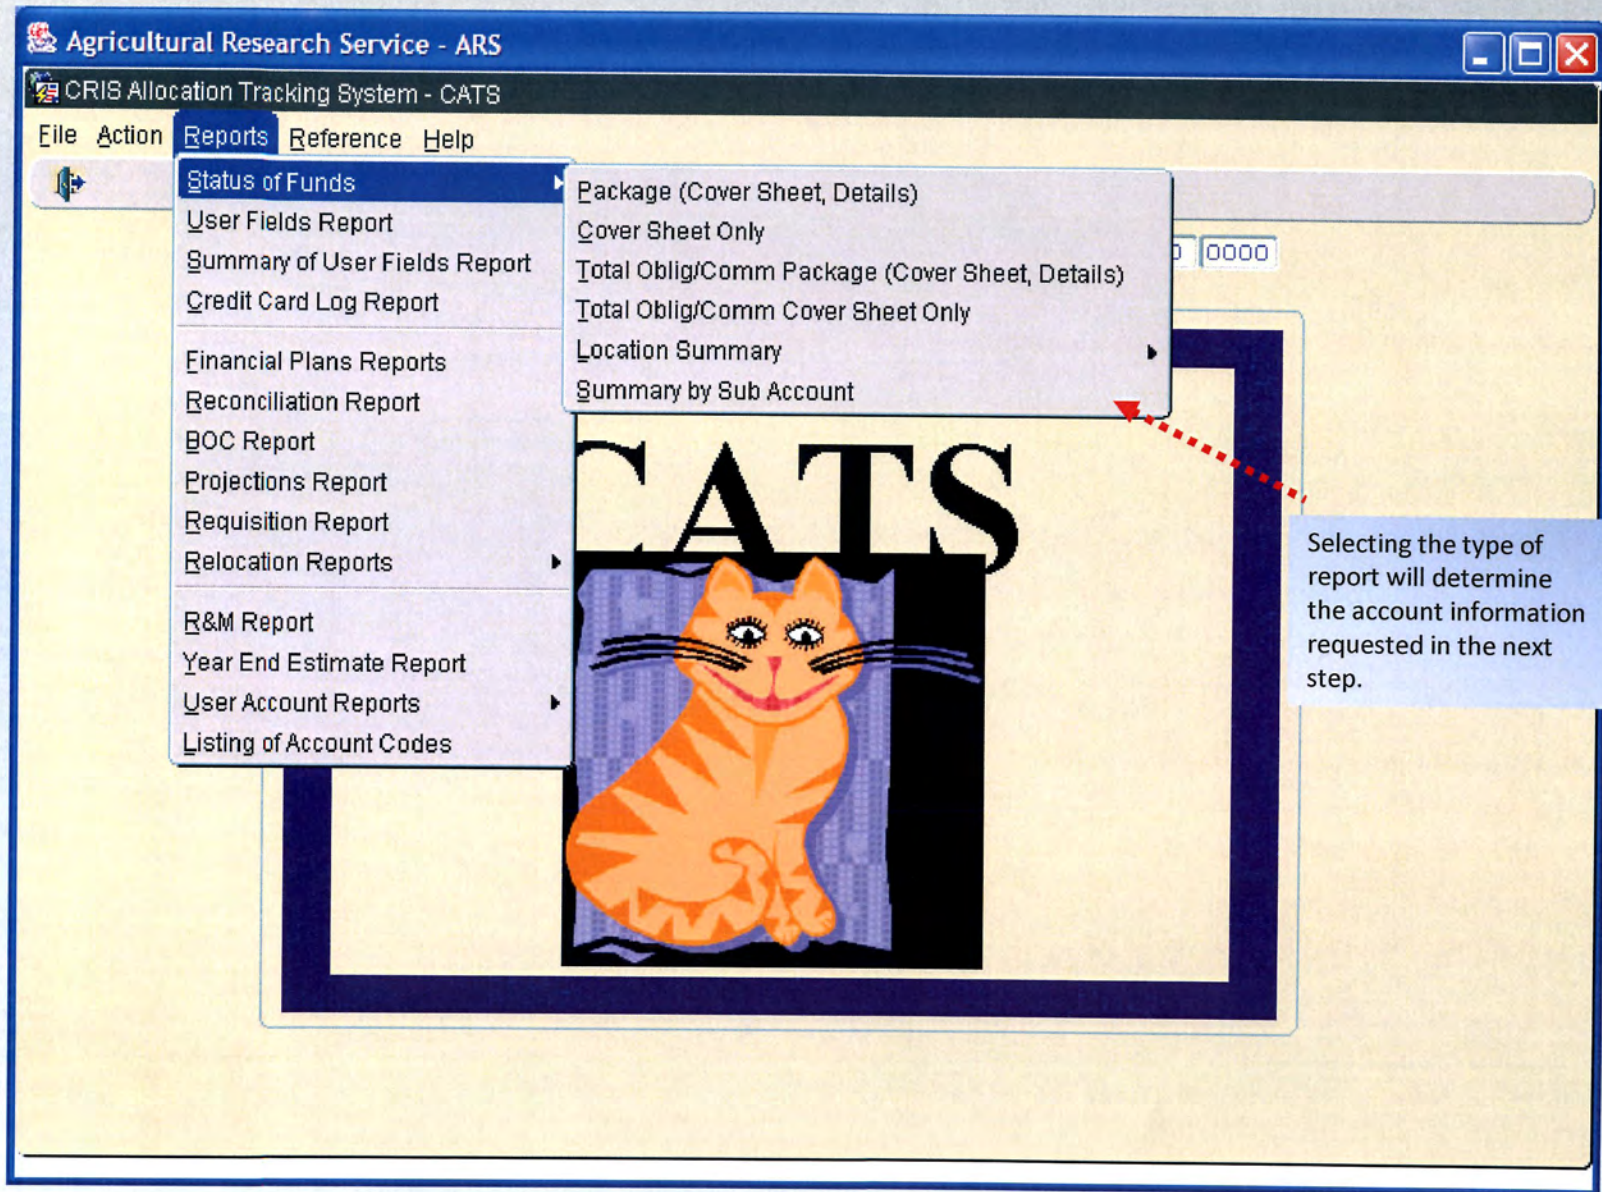 Agricultural Research Service - ARS
CRIS Allocation Tracking System - CATS
File Action Reports Reference Help
Status of Funds
User Fields Report
Summary of User Fields Report
Credit Card Log Report
Financial Plans Reports
Reconciliation Report
BOC Report
Projections Report
Requisition Report
Relocation Reports
R&M Report
Year End Estimate Report
User Account Reports
Listing of Account Codes
Package (Cover Sheet, Details)
Cover Sheet Only
Total Oblig/Comm Package (Cover Sheet, Details)
Total Oblig/Comm Cover Sheet Only
Location Summary
Summary by Sub Account
0000
CATS
Selecting the type of
report will determine
the account information
requested in the next
step.